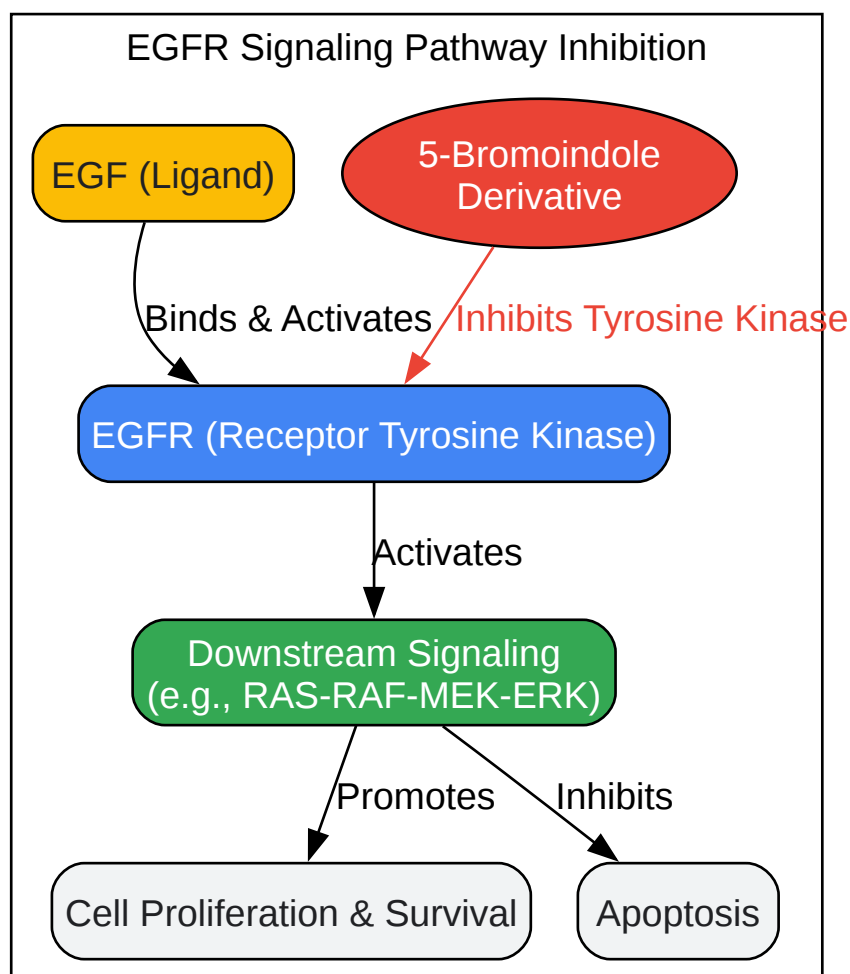 EGFR Signaling Pathway Inhibition
EGF (Ligand)
5-Bromoindole
Derivative
Binds & Activates
Inhibits Tyrosine Kinase
EGFR (Receptor Tyrosine Kinase)
Activates
Downstream Signaling
(e.g., RAS-RAF-MEK-ERK)
Promotes
Inhibits
Cell Proliferation & Survival
Apoptosis